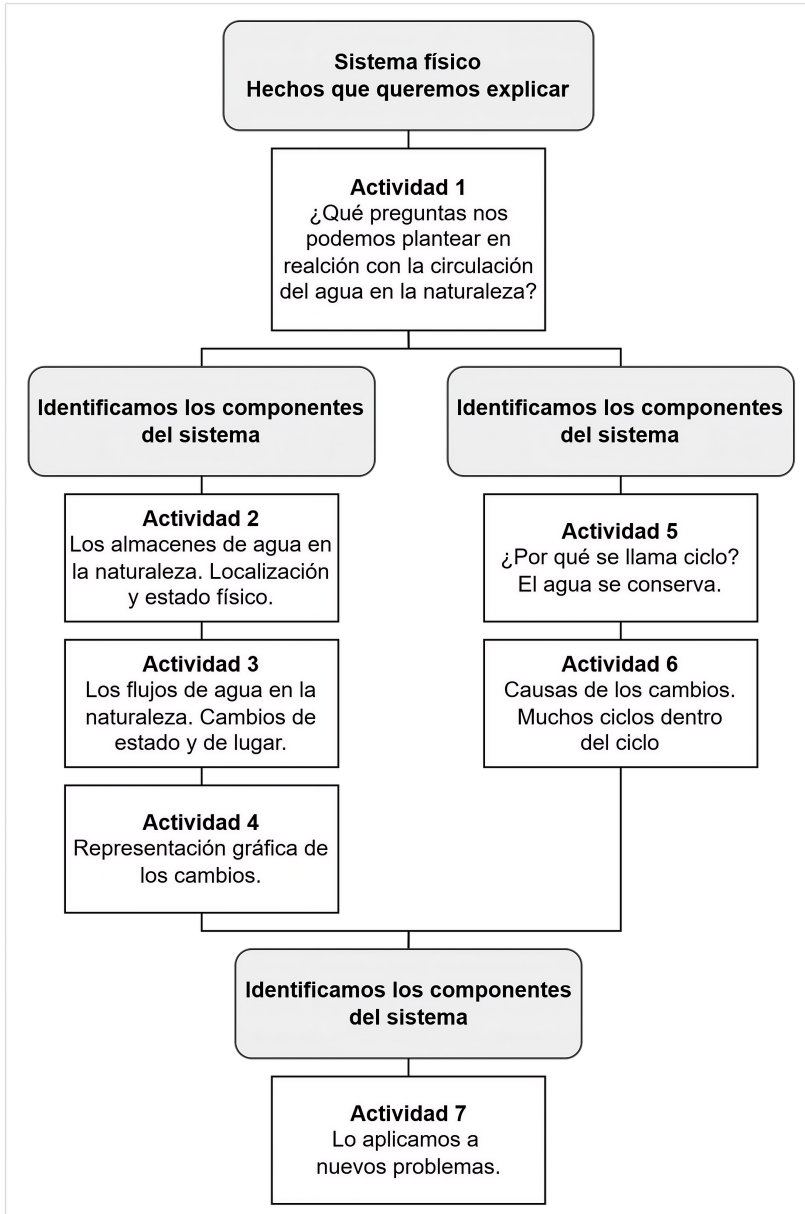 Sistema físico
Hechos que queremos explicar
Actividad 1
¿Qué preguntas nos
podemos plantear en
realción con la circulación
del agua en la naturaleza?
Identificamos los componentes
del sistema
Actividad 2
Los almacenes de agua en
la naturaleza. Localización
y estado físico.
Actividad 3
Los flujos de agua en la
naturaleza. Cambios de
estado y de lugar.
Actividad 4
Representación gráfica de
los cambios.
Identificamos los componentes
del sistema
Actividad 5
¿Por qué se llama ciclo?
El agua se conserva.
Actividad 6
Causas de los cambios.
Muchos ciclos dentro
del ciclo
Identificamos los componentes
del sistema
Actividad 7
Lo aplicamos a
nuevos problemas.